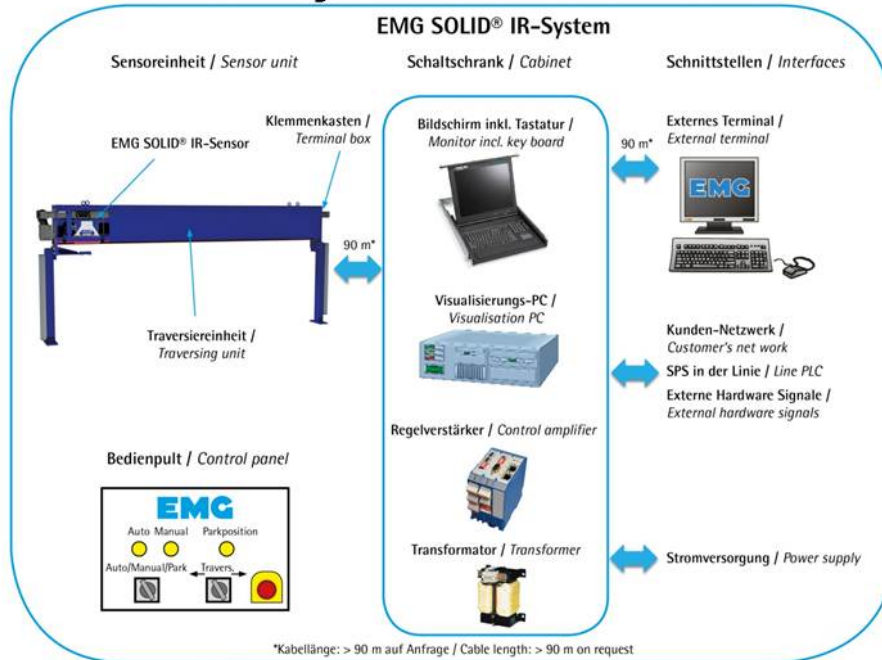 EMG SOLID® IR-System
Sensoreinheit / Sensor unit
Schaltschrank / Cabinet
Schnittstellen / Interfaces
Klemmenkasten /
Terminal box
EMG SOLID® IR-Sensor
Traversiereinheit /
Traversing unit
90 m*
Bildschirm inkl. Tastatur /
Monitor incl. key board
90 m*
Externes Terminal /
External terminal
EMG
Visualisierungs-PC /
Visualisation PC
Kunden-Netzwerk /
Customer's net work
SPS in der Linie / Line PLC
Externe Hardware Signale /
External hardware signals
Regelverstärker / Control amplifier
Bedienpult / Control panel
EMG
Auto Manual Parkposition
Auto/Manual/Park Travers.
Transformator / Transformer
Stromversorgung / Power supply
*Kabellänge: > 90 m auf Anfrage / Cable length: > 90 m on request